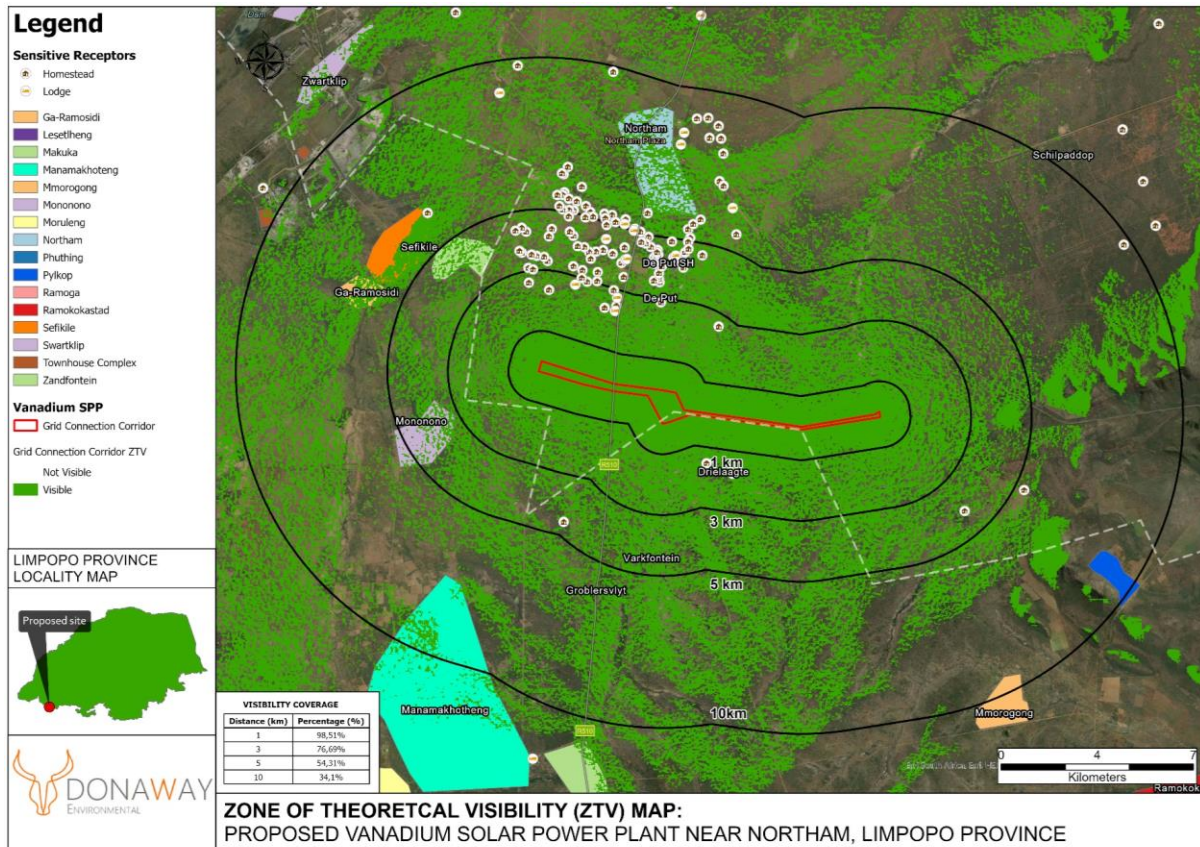 Legend
Sensitive Receptors
Homestead
Lodge
Ga-Ramosidi
Lesetlheng
Makuka
Manamakhoteng
Mmorogong
Mononono
Moruleng
Northam
Phuthing
Pylkop
Ramoga
Ramokokastad
Sefikile
Swartklip
Townhouse Complex
Zandfontein
Vanadium SPP
Grid Connection Corridor
Grid Connection Corridor ZTV
Not Visible
Visible
LIMPOPO PROVINCE
LOCALITY MAP
Proposed site
DONAWAY
ENVIRONMENTAL
Zwartklip
Northam
Northam Plaza
Schilpaddop
Sefikile
De Put SH
Ga-Ramosidi
De Put
Mononono
R510
1 km
Drielaagte
3 km
Varkfontein
5 km
Groblersvlyt
Manamakhotheng
10km
Mmorogong
R510
VISIBILITY COVERAGE
Distance (km) Percentage (%)
1 98,51%
3 76,69%
5 54,31%
10 34,1%
0 4 7
Kilometers
Ramokok
ZONE OF THEORETCAL VISIBILITY (ZTV) MAP:
PROPOSED VANADIUM SOLAR POWER PLANT NEAR NORTHAM, LIMPOPO PROVINCE